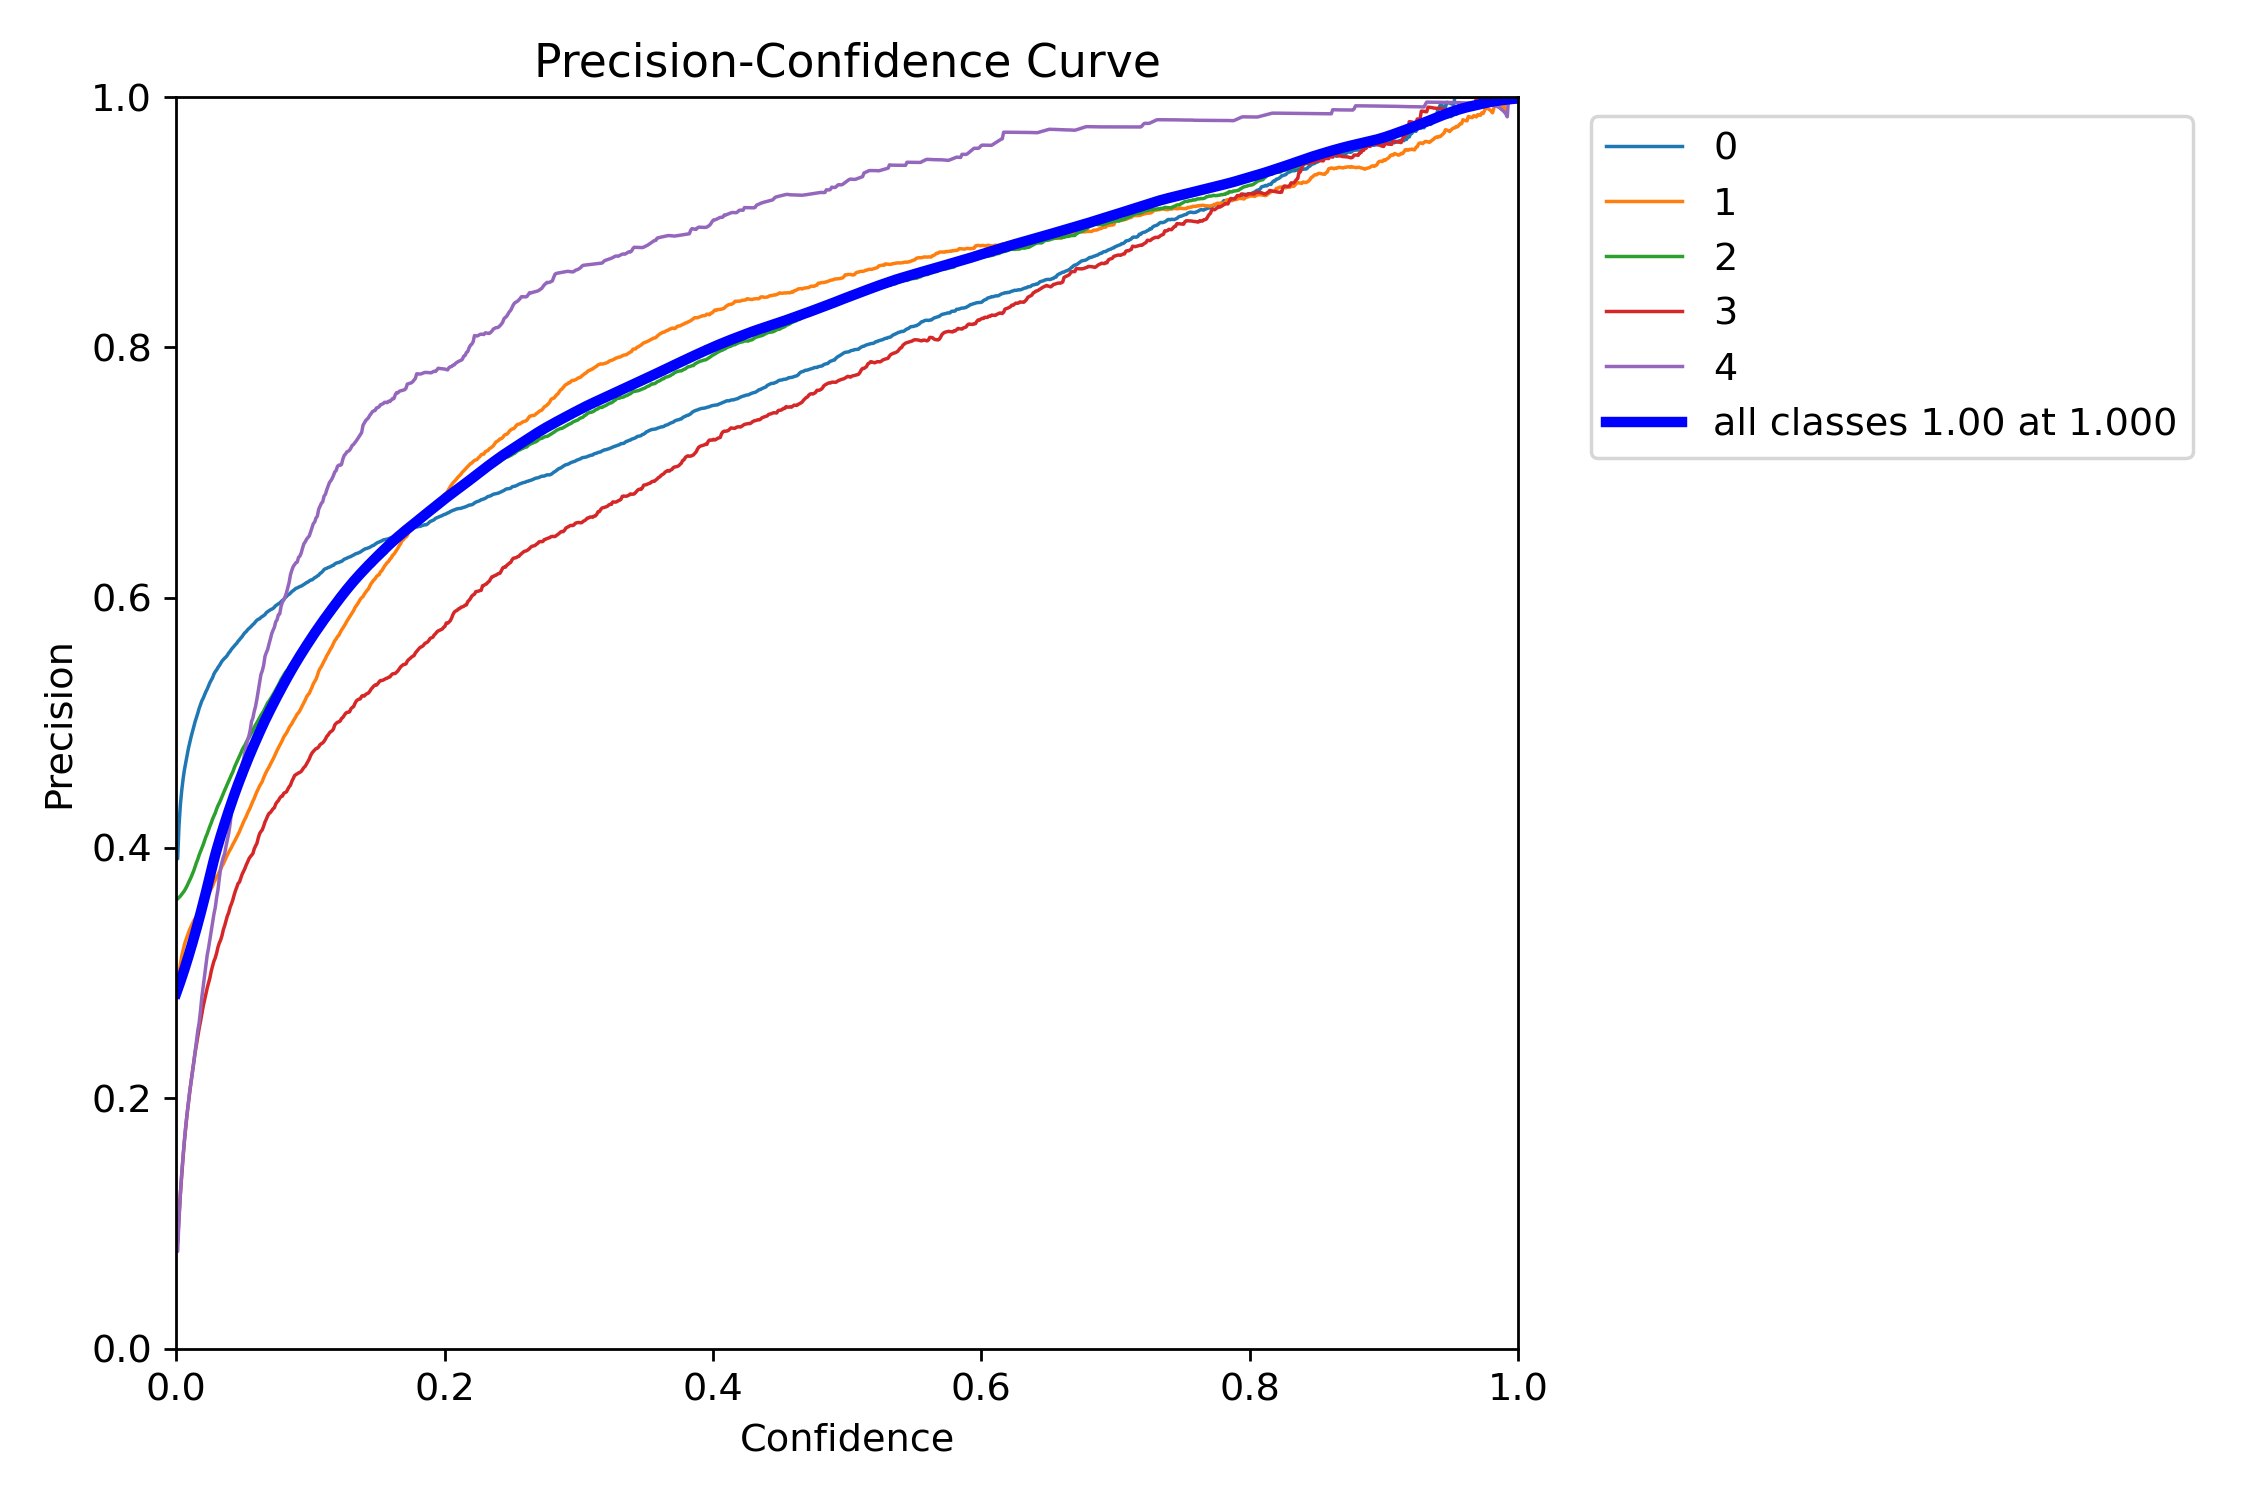 Precision-Confidence Curve
1.0
0.8
0.6
0.4
0.2
0.0
Precision
0.0 0.2 0.4 0.6 0.8 1.0
Confidence
0
1
2
3
4
all classes 1.00 at 1.000